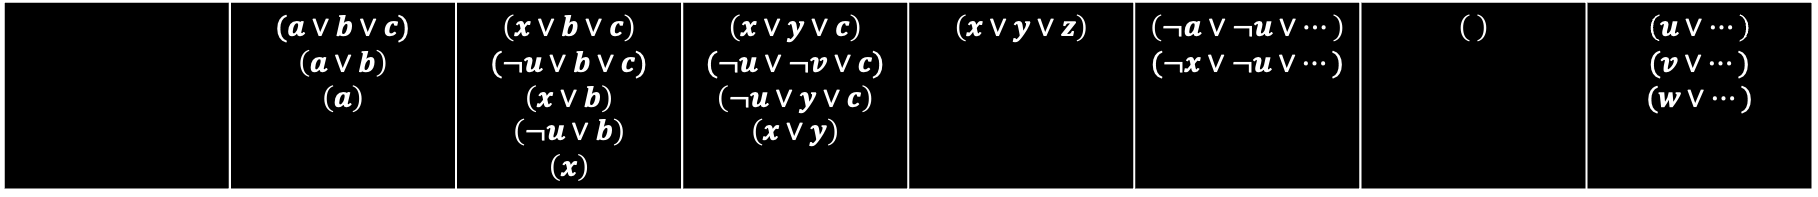 (a ∨ b ∨ c)
(a ∨ b)
(a)
(x ∨ b ∨ c)
(¬u ∨ b ∨ c)
(x ∨ b)
(¬u ∨ b)
(x)
(x ∨ y ∨ c)
(¬u ∨ ¬v ∨ c)
(¬u ∨ y ∨ c)
(x ∨ y)
(x ∨ y ∨ z)
(¬a ∨ ¬u ∨ ⋯ )
(¬x ∨ ¬u ∨ ⋯ )
( )
(u ∨ ⋯ )
(v ∨ ⋯ )
(w ∨ ⋯ )